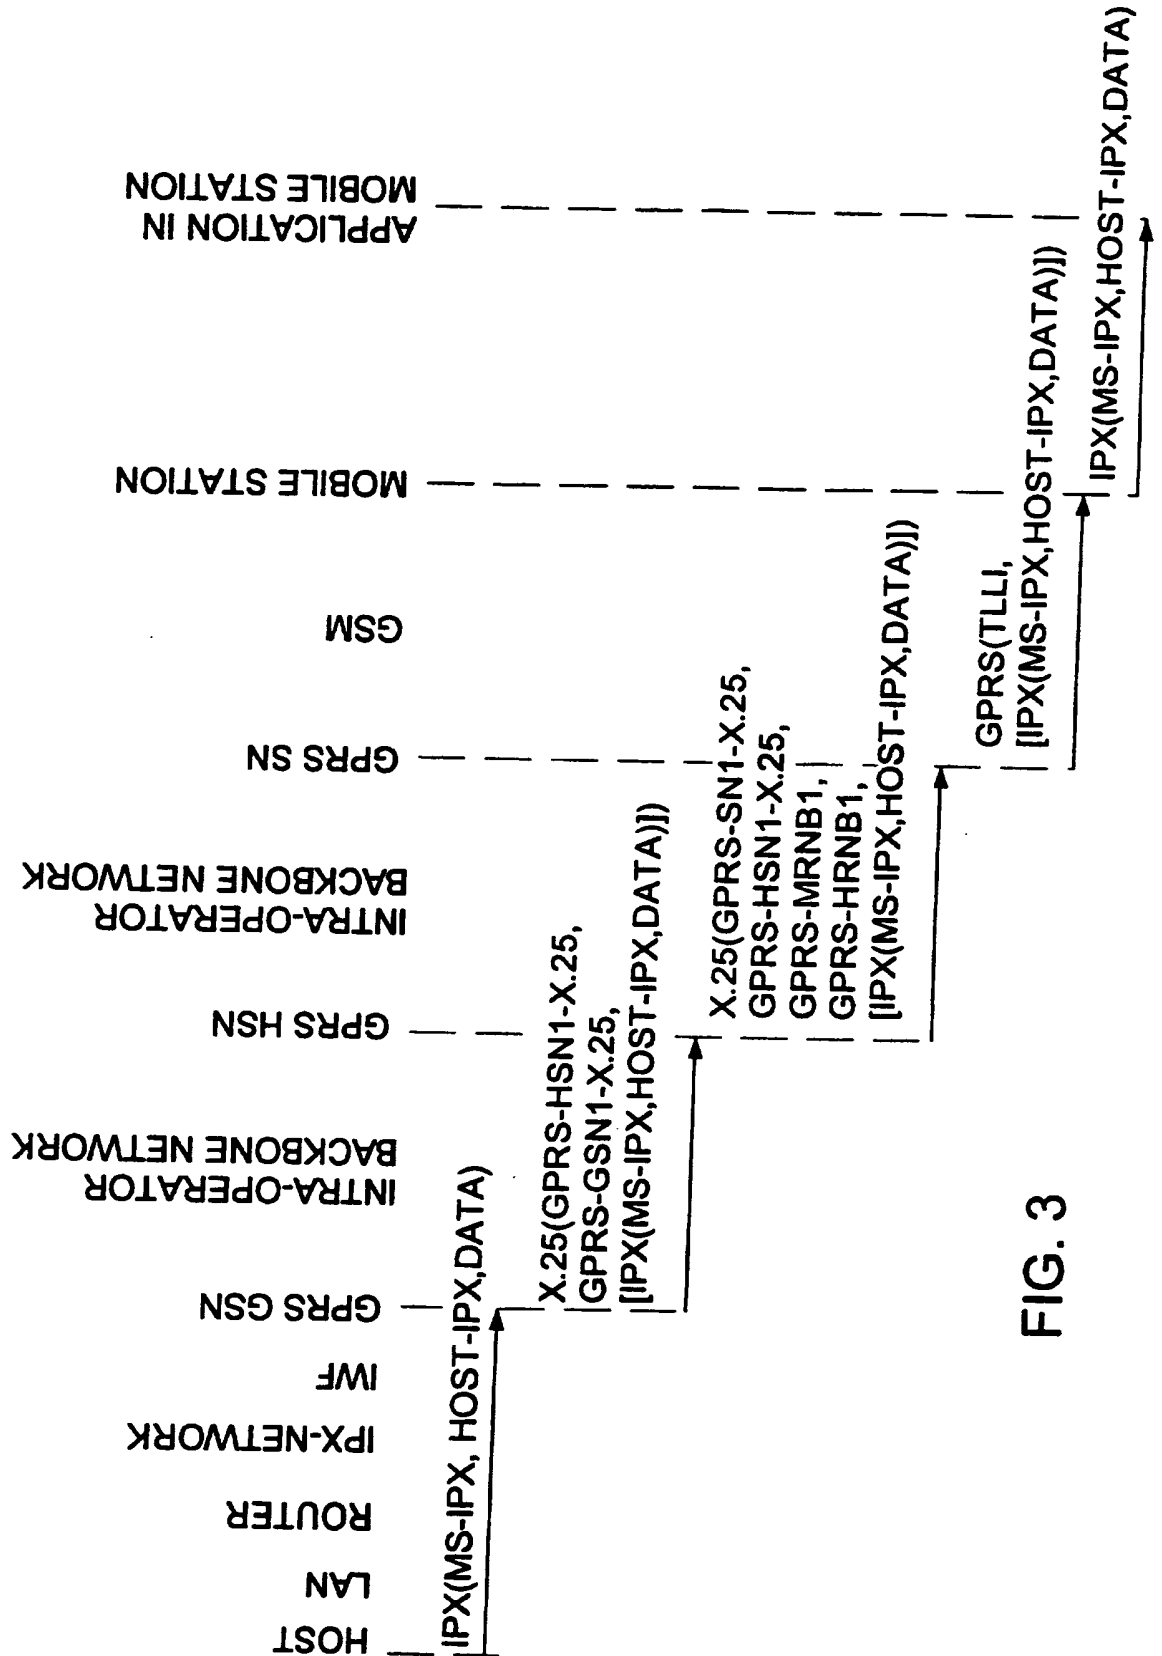 HOST
LAN
ROUTER
IPX-NETWORK
IWF
GPRS GSN
INTRA-OPERATOR
BACKBONE NETWORK
GPRS HSN
INTRA-OPERATOR
BACKBONE NETWORK
GPRS SN
GSM
MOBILE STATION
APPLICATION IN
MOBILE STATION
IPX(MS-IPX, HOST-IPX,DATA)
X.25(GPRS-HSN1-X.25,
GPRS-GSN1-X.25,
[IPX(MS-IPX,HOST-IPX,DATA)])
X.25(GPRS-SN1-X.25,
GPRS-HSN1-X.25,
GPRS-MRNB1,
GPRS-HRNB1,
[IPX(MS-IPX,HOST-IPX,DATA)])
GPRS(TLLI,
[IPX(MS-IPX,HOST-IPX,DATA)])
IPX(MS-IPX,HOST-IPX,DATA)
FIG. 3